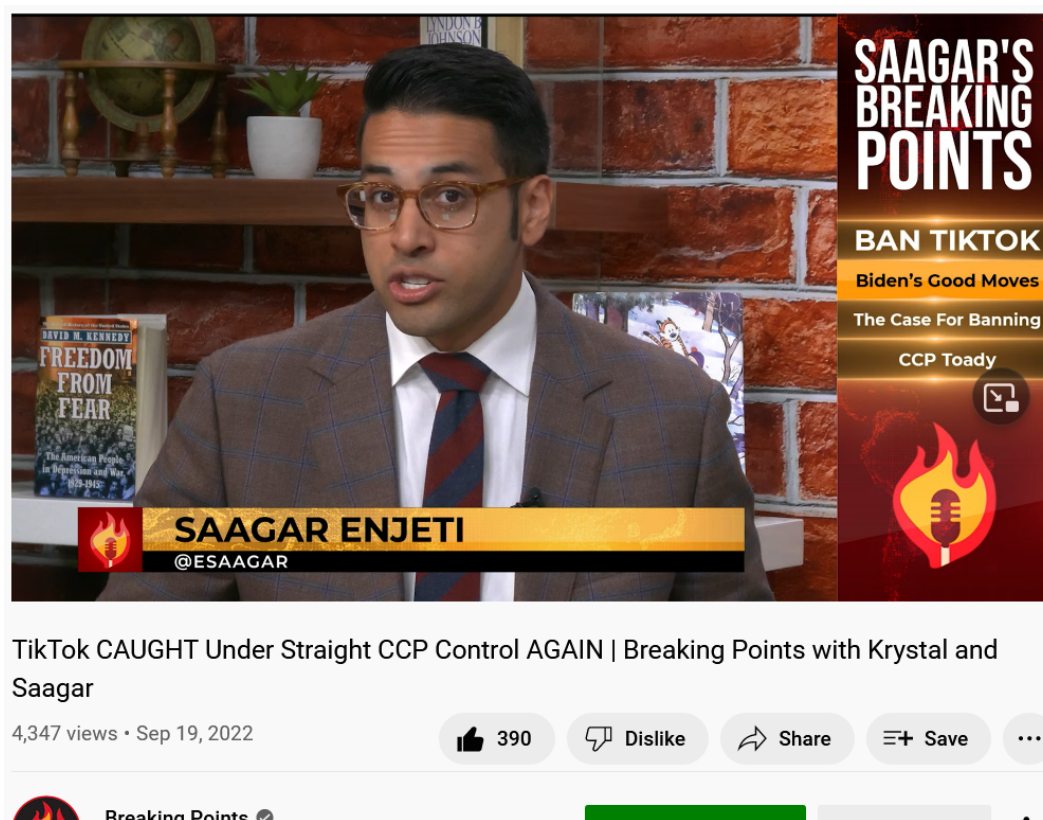 LYNDON B
JOHNSON
SAAGAR'S
BREAKING
POINTS
BAN TIKTOK
Biden's Good Moves
The Case For Banning
CCP Toady
DAVID M. KENNEDY
FREEDOM
FROM
FEAR
The American People
in Depression and War,
1929-1945
SAAGAR ENJETI
@ESAAGAR
TikTok CAUGHT Under Straight CCP Control AGAIN | Breaking Points with Krystal and
Saagar
4,347 views • Sep 19, 2022
390
Dislike
Share
Save
Breaking Points